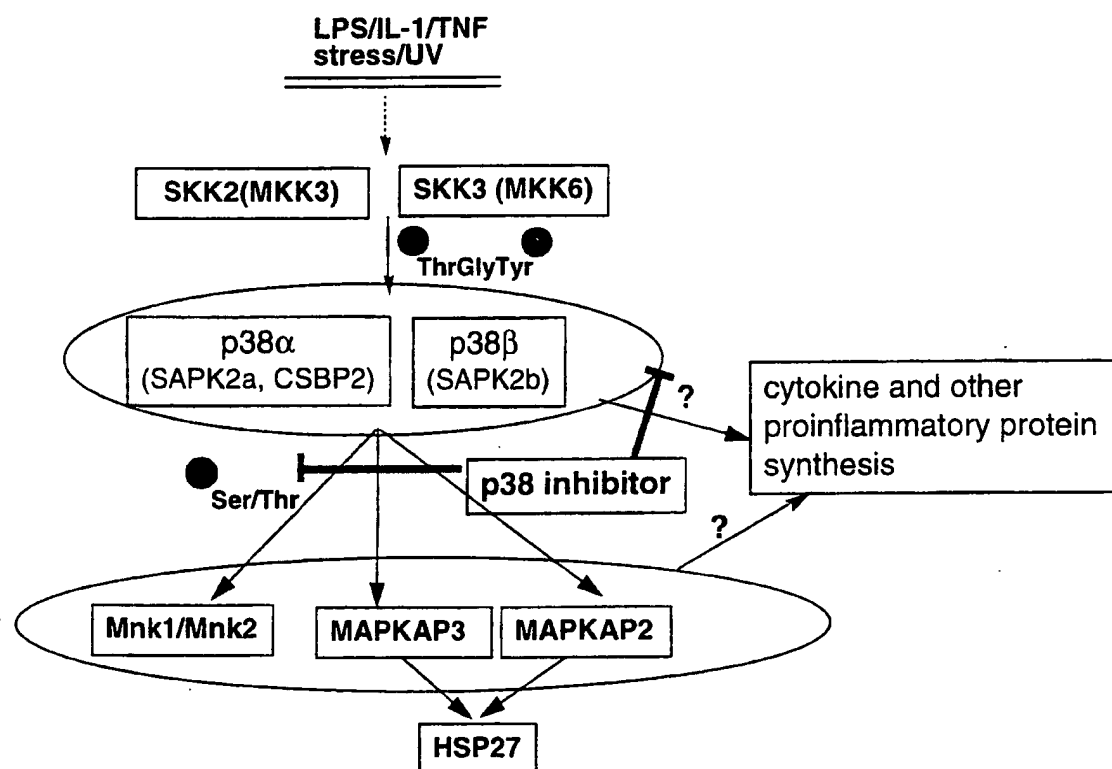 LPS/IL-1/TNF
stress/UV
SKK2(MKK3)
SKK3 (MKK6)
ThrGlyTyr
p38α
(SAPK2a, CSBP2)
p38β
(SAPK2b)
?
cytokine and other
proinflammatory protein
synthesis
p38 inhibitor
Ser/Thr
?
Mnk1/Mnk2
MAPKAP3
MAPKAP2
HSP27